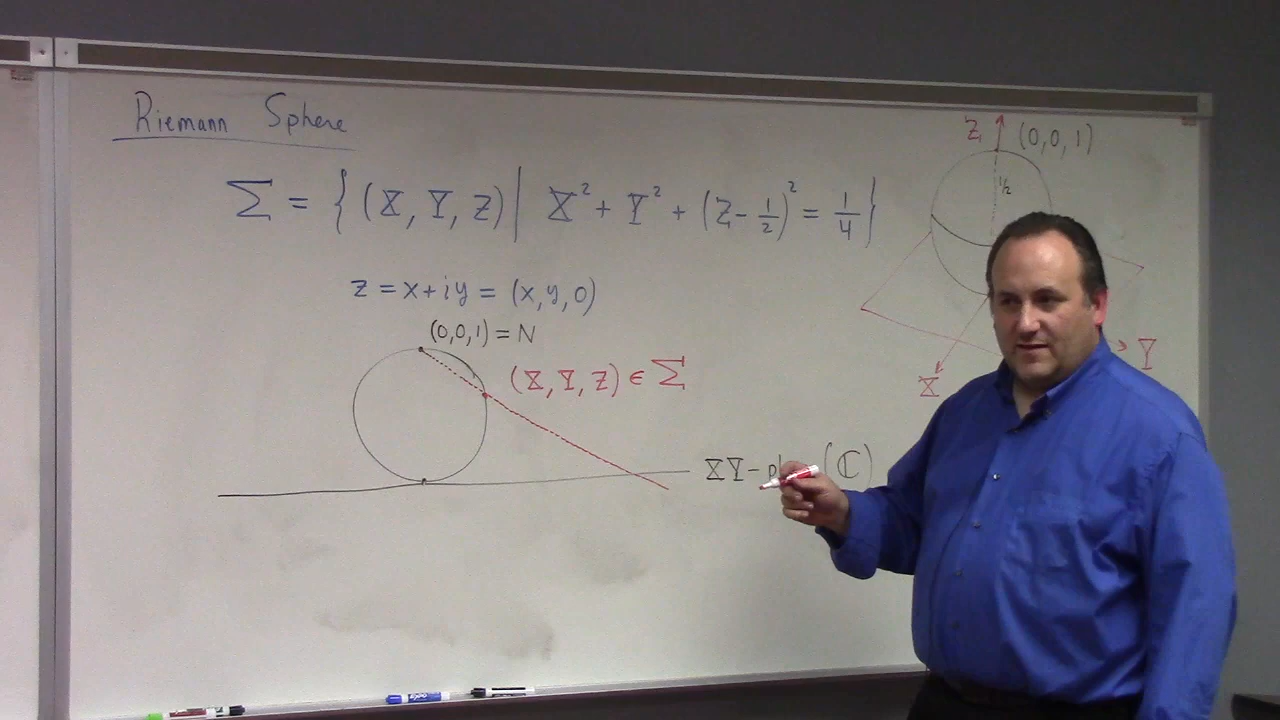 Riemann Sphere
Z (0, 0, 1)
1/2
Σ = { (X, Y, Z) | X² + Y² + (Z - 1/2)² = 1/4 }
z = x + iy = (x, y, 0)
(0, 0, 1) = N
(X, Y, Z) ∈ Σ
X Y
XY - (ℂ)